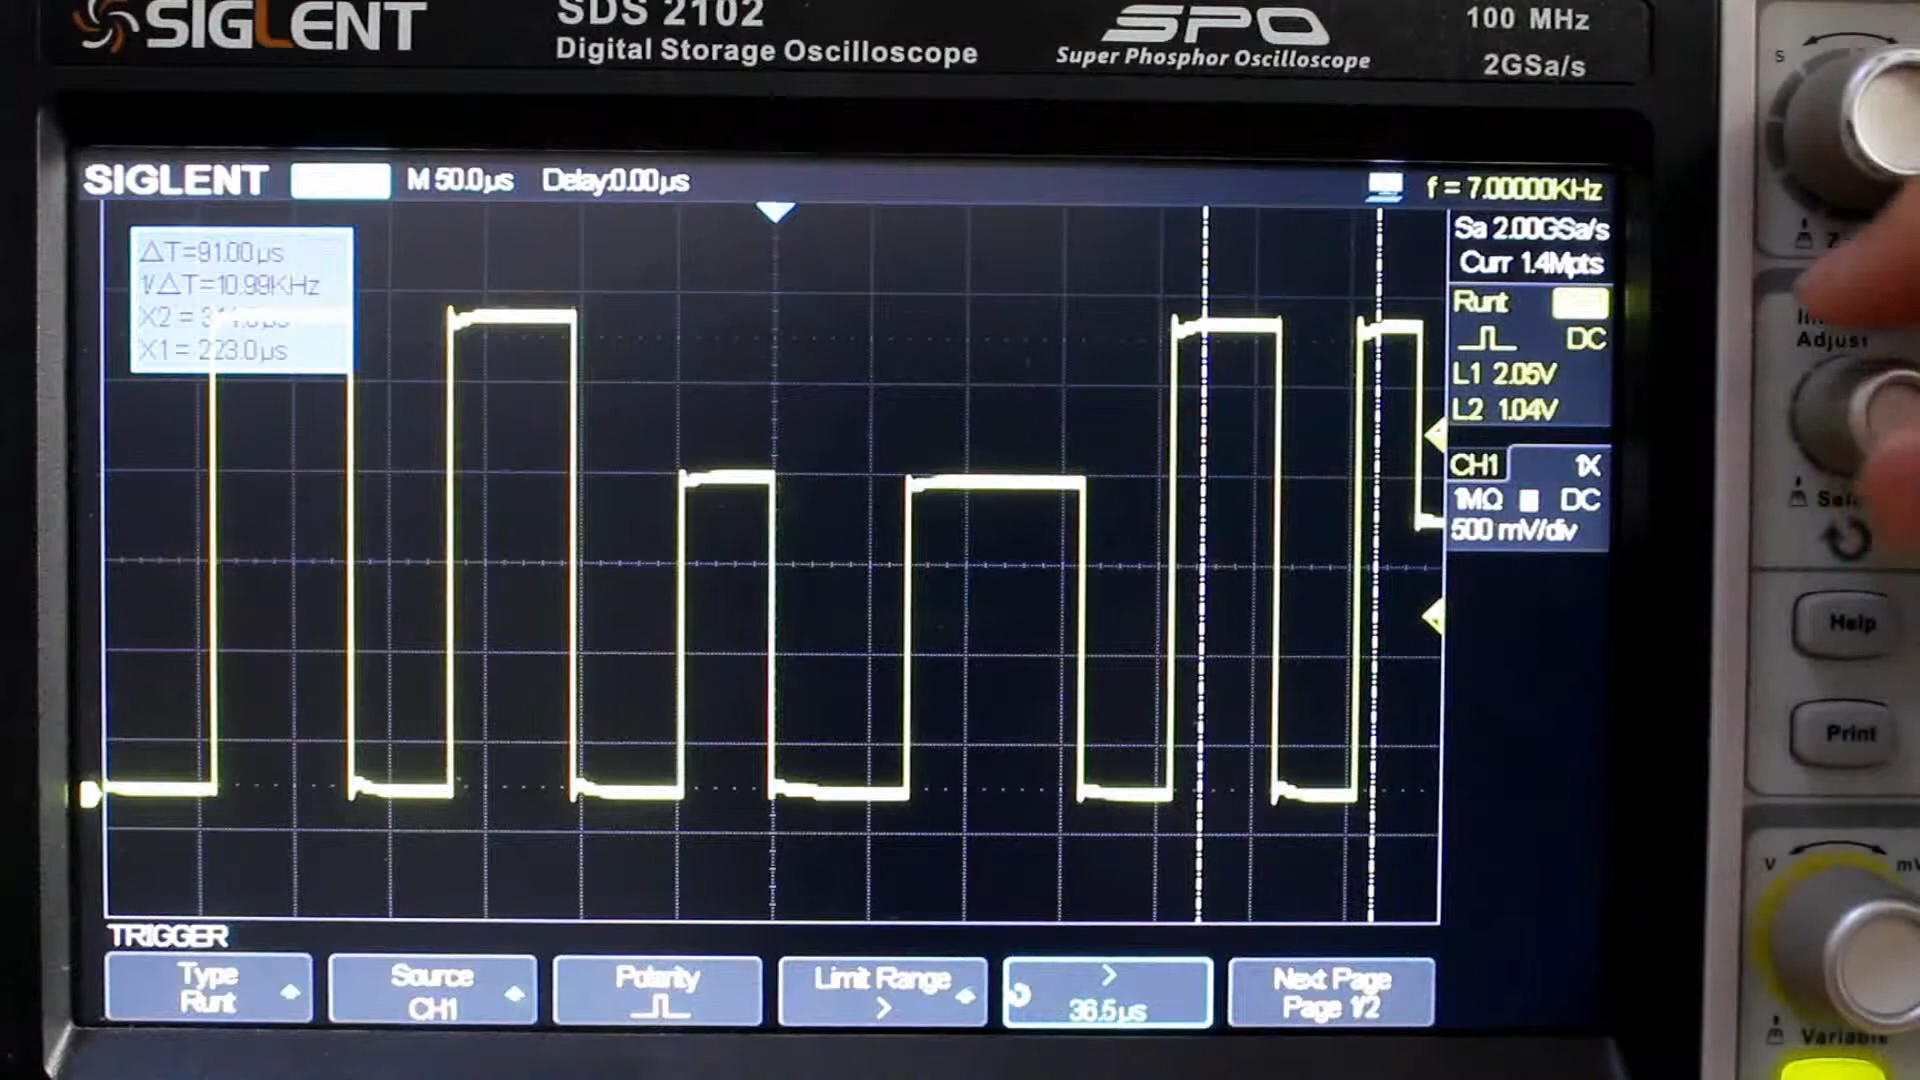 SIGLENT
SDS 2102
Digital Storage Oscilloscope
SPO
Super Phosphor Oscilloscope
100 MHz
2GSa/s
S
SIGLENT
M 50.0µs
Delay:0.00µs
f = 7.00000KHz
△T=91.00µs
1/△T=10.99KHz
X2 =
X1 = 223.0µs
Sa 2.00GSa/s
Curr 1.4Mpts
Runt
DC
L1 2.05V
L2 1.04V
CH1
1X
1MΩ
DC
500 mV/div
Adjust
Help
Print
V
Variable
TRIGGER
Type
Runt
Source
CH1
Polarity
Limit Range
>
>
36.5µs
Next Page
Page 1/2